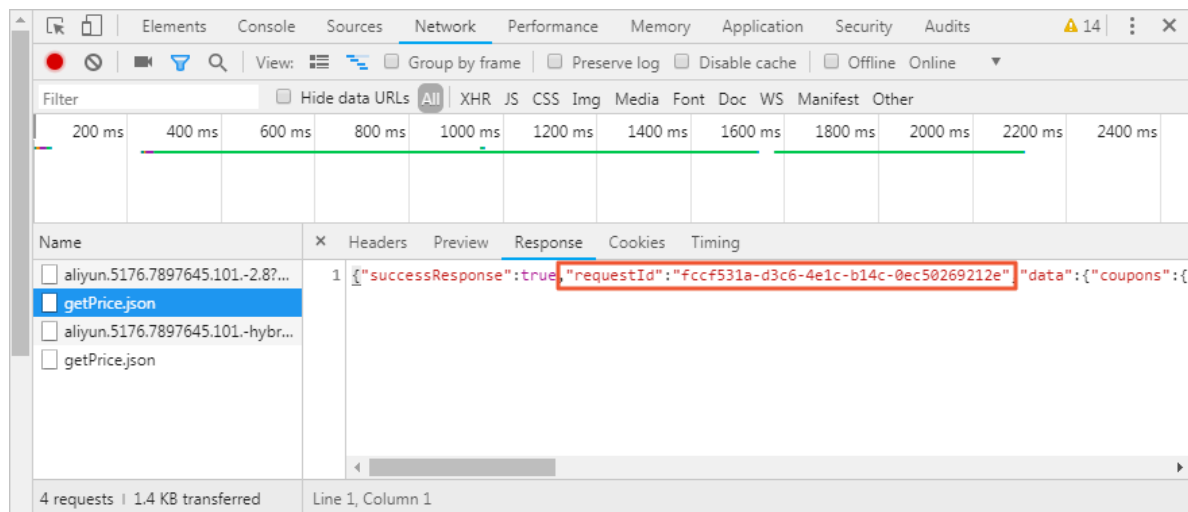 Elements Console Sources Network Performance Memory Application Security Audits 14
View: Group by frame Preserve log Disable cache Offline Online
Filter Hide data URLs All XHR JS CSS Img Media Font Doc WS Manifest Other
200 ms 400 ms 600 ms 800 ms 1000 ms 1200 ms 1400 ms 1600 ms 1800 ms 2000 ms 2200 ms 2400 ms
Name × Headers Preview Response Cookies Timing
aliyun.5176.7897645.101.-2.8?... 1 {"successResponse":true,"requestId":"fccf531a-d3c6-4e1c-b14c-0ec50269212e","data":{"coupons":{
getPrice.json
aliyun.5176.7897645.101.-hybr...
getPrice.json
4 requests | 1.4 KB transferred Line 1, Column 1